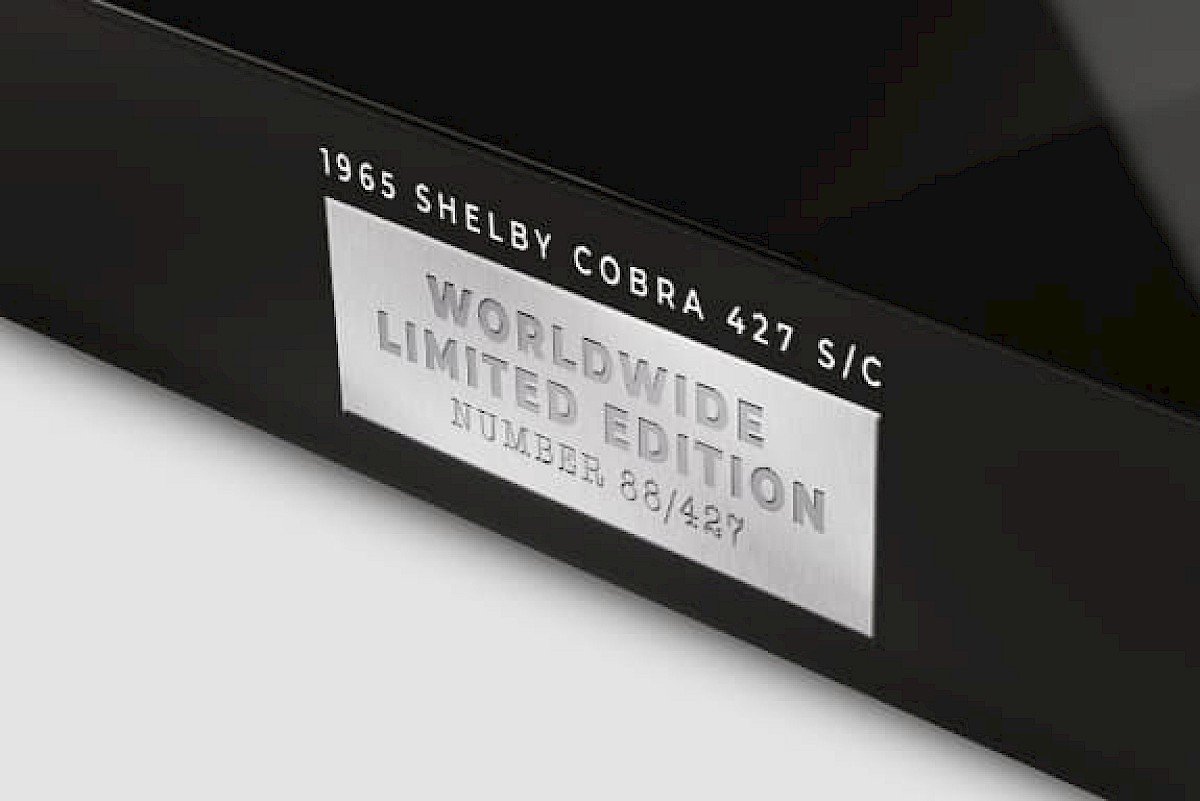 1965 SHELBY COBRA 427 S/C
WORLDWIDE
LIMITED EDITION
NUMBER 88/427